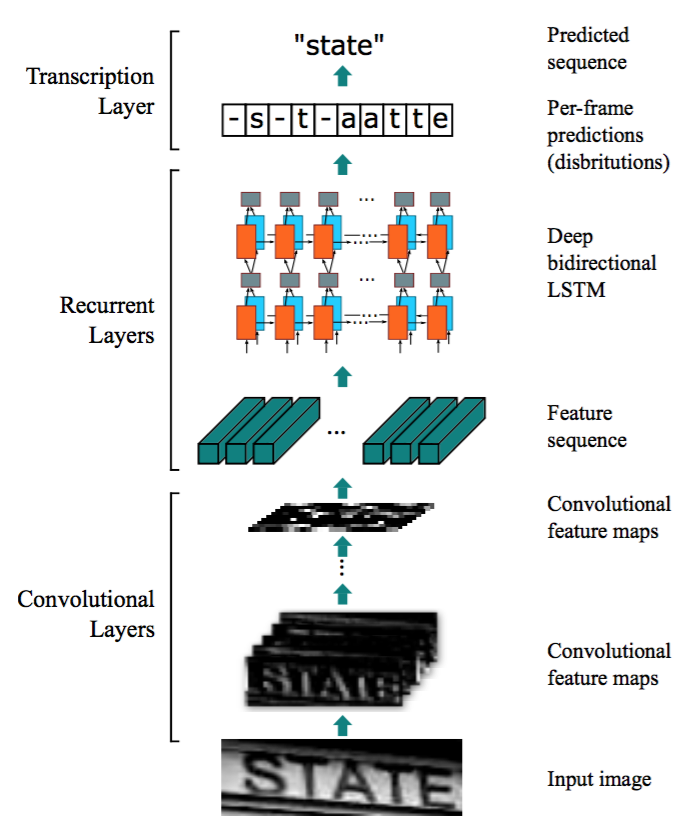 "state"
Predicted
sequence
Transcription
Layer
-s-t-aatte
Per-frame
predictions
(disbritutions)
Recurrent
Layers
...
...
Deep
bidirectional
LSTM
...
...
...
Feature
sequence
Convolutional
Layers
Convolutional
feature maps
...
STATE
Convolutional
feature maps
STATE
Input image